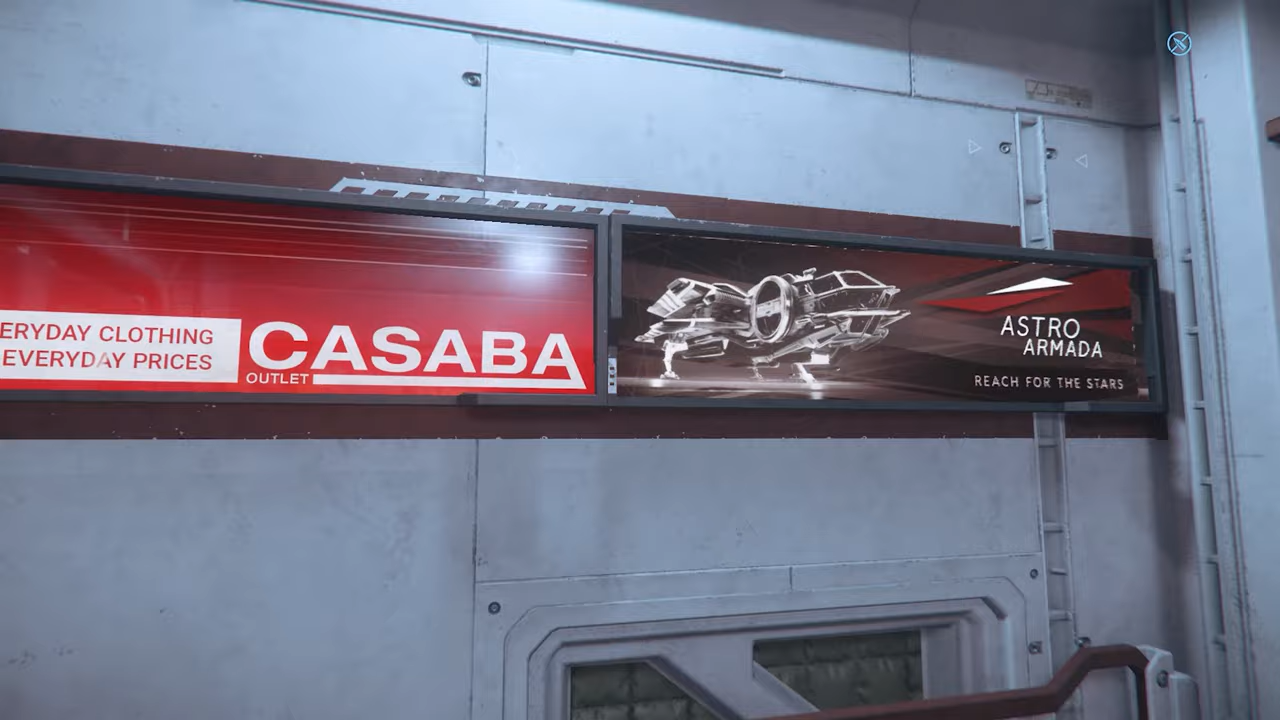 ERYDAY CLOTHING
EVERYDAY PRICES
CASABA
OUTLET
ASTRO
ARMADA
REACH FOR THE STARS